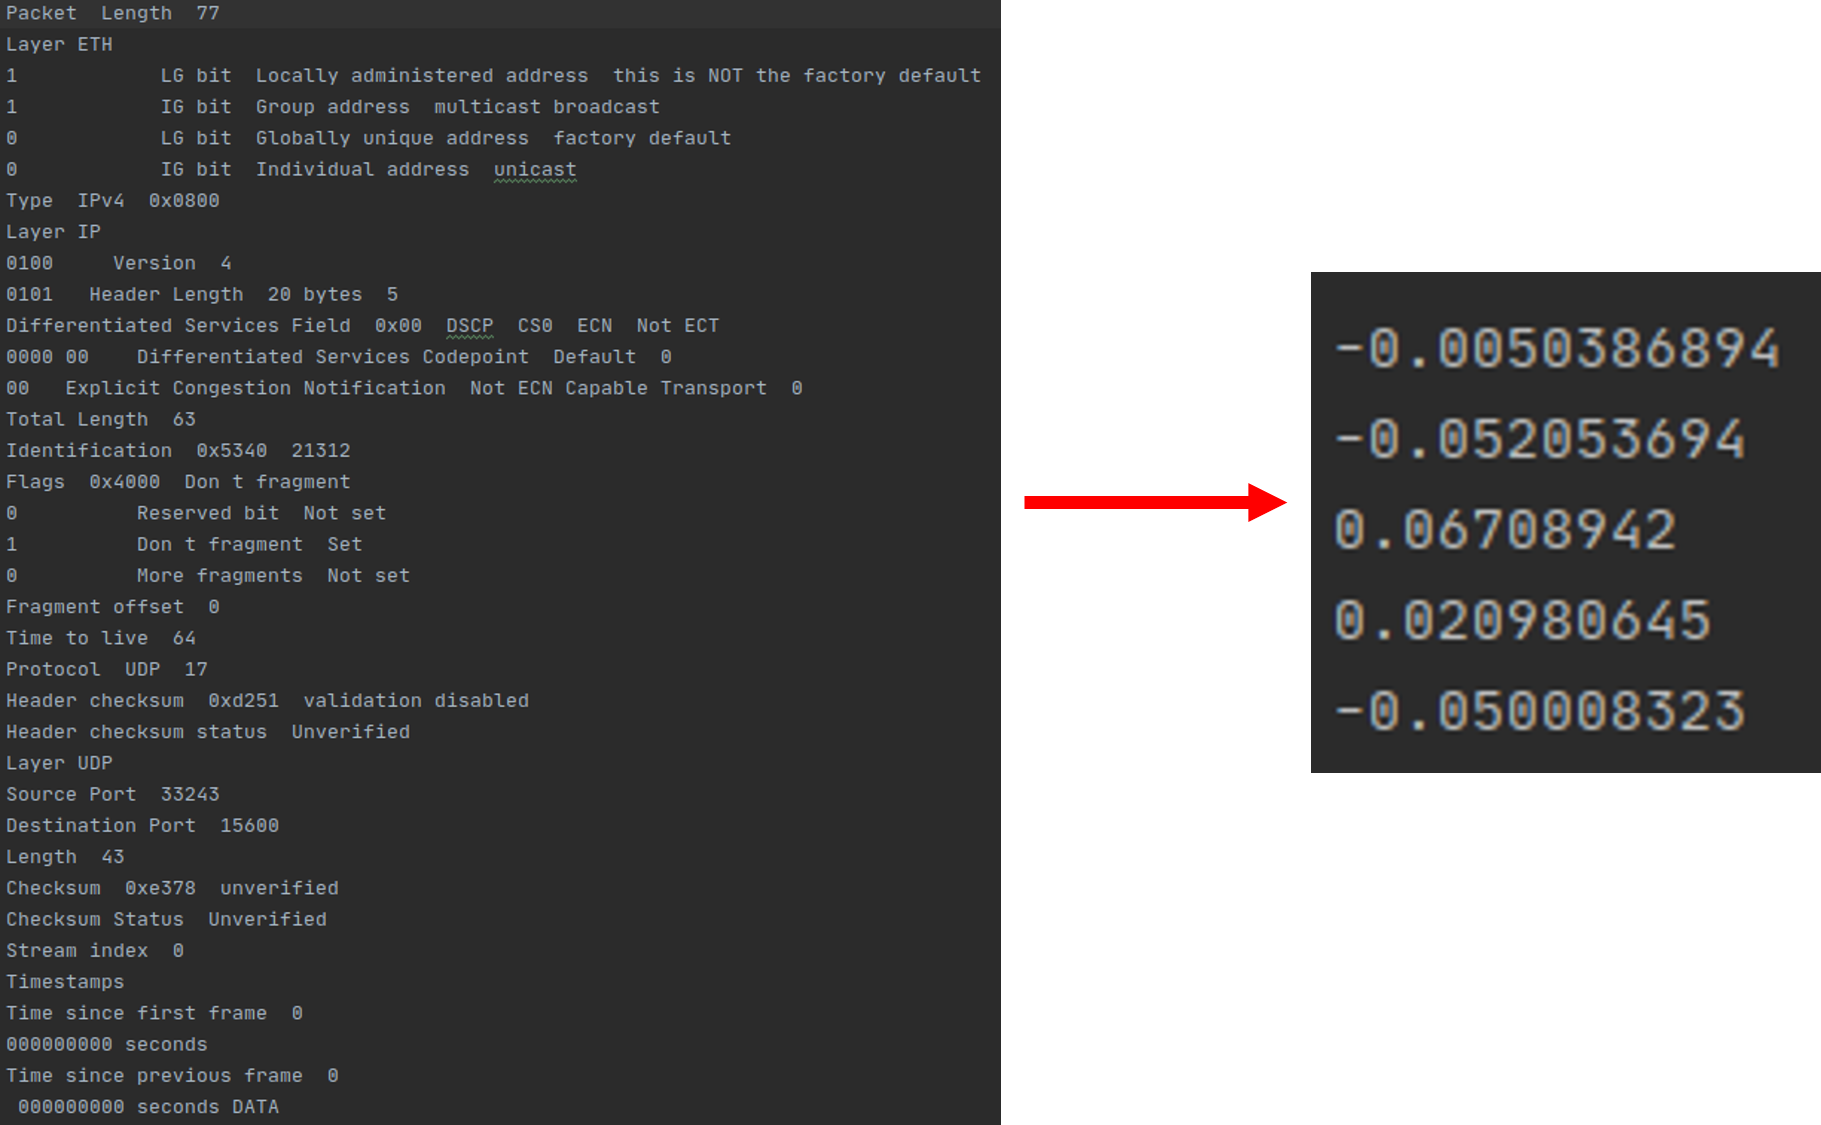 Packet  Length  77
Layer ETH
1            LG bit  Locally administered address  this is NOT the factory default
1            IG bit  Group address  multicast broadcast
0            LG bit  Globally unique address  factory default
0            IG bit  Individual address  unicast
Type  IPv4  0x0800
Layer IP
0100     Version  4
0101   Header Length  20 bytes  5
Differentiated Services Field  0x00  DSCP  CS0  ECN  Not ECT
0000 00    Differentiated Services Codepoint  Default  0
00   Explicit Congestion Notification  Not ECN Capable Transport  0
Total Length  63
Identification  0x5340  21312
Flags  0x4000  Don t fragment
0          Reserved bit  Not set
1          Don t fragment  Set
0          More fragments  Not set
Fragment offset  0
Time to live  64
Protocol  UDP  17
Header checksum  0xd251  validation disabled
Header checksum status  Unverified
Layer UDP
Source Port  33243
Destination Port  15600
Length  43
Checksum  0xe378  unverified
Checksum Status  Unverified
Stream index  0
Timestamps
Time since first frame  0
000000000 seconds
Time since previous frame  0
 000000000 seconds DATA
-0.0050386894
-0.052053694
0.06708942
0.020980645
-0.050008323